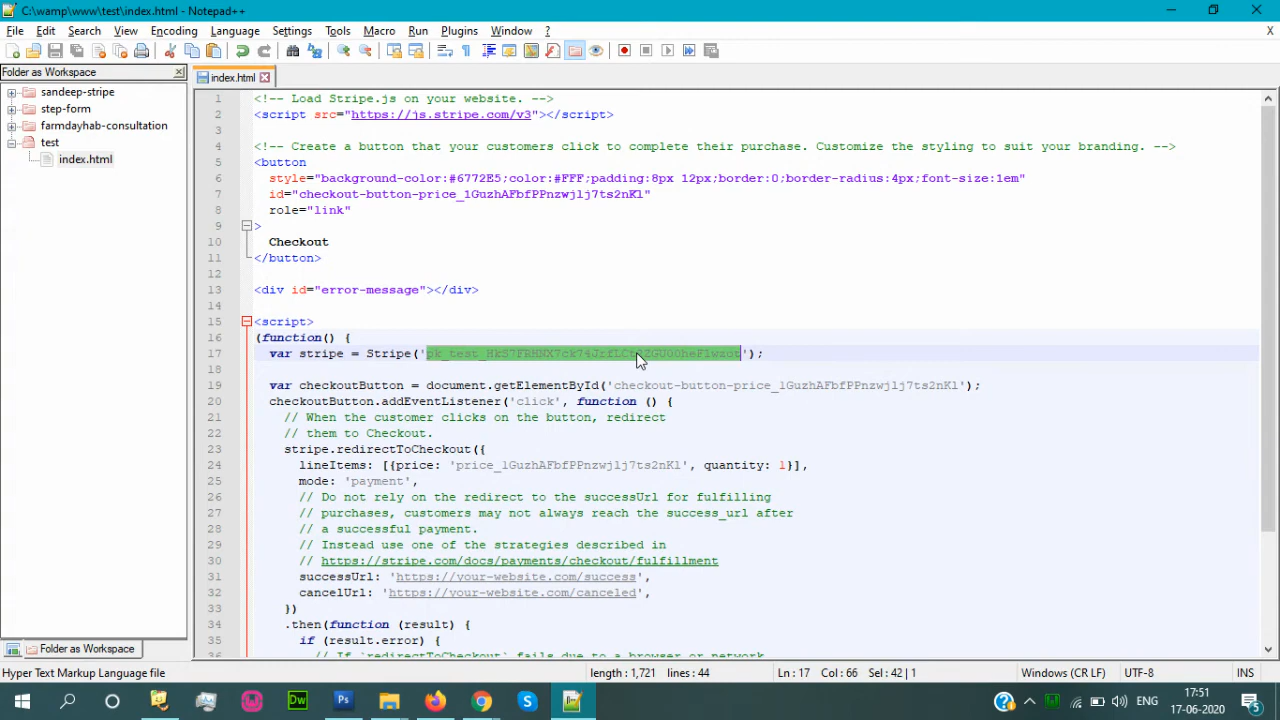 C:\wamp\test\index.html - Notepad++
File Edit Search View Encoding Language Settings Tools Macro Run Plugins Window ?
X
Folder as Workspace
sandeep-stripe
step-form
farmdayhab-consultation
test
index.html
index.html
1 <!-- Load Stripe.js on your website. -->
2 <script src="https://js.stripe.com/v3"></script>
3
4 <!-- Create a button that your customers click to complete their purchase. Customize the styling to suit your branding. -->
5 <button
6 style="background-color:#6772E5;color:#FFF;padding:8px 12px;border:0;border-radius:4px;font-size:1em"
7 id="checkout-button-price_1GuzhAFbfPPnzwjlj7ts2nKl"
8 role="link"
9 >
10 Checkout
11 </button>
12
13 <div id="error-message"></div>
14
15 <script>
16 (function() {
17 var stripe = Stripe(' ');
18
19 var checkoutButton = document.getElementById('checkout-button-price_1GuzhAFbfPPnzwjlj7ts2nKl');
20 checkoutButton.addEventListener('click', function () {
21 // When the customer clicks on the button, redirect
22 // them to Checkout.
23 stripe.redirectToCheckout({
24 lineItems: [{price: 'price_1GuzhAFbfPPnzwjlj7ts2nKl', quantity: 1}],
25 mode: 'payment',
26 // Do not rely on the redirect to the successUrl for fulfilling
27 // purchases, customers may not always reach the success_url after
28 // a successful payment.
29 // Instead use one of the strategies described in
30 // https://stripe.com/docs/payments/checkout/fulfillment
31 successUrl: 'https://your-website.com/success',
32 cancelUrl: 'https://your-website.com/canceled',
33 })
34 .then(function (result) {
35 if (result.error) {
36 // If `redirectToCheckout` fails due to a browser or network
Folder as Workspace
Hyper Text Markup Language file length : 1,721 lines : 44 Ln : 17 Col : 66 Sel : 42 | 1 Windows (CR LF) UTF-8 INS
ENG
17:51
17-06-2020
5